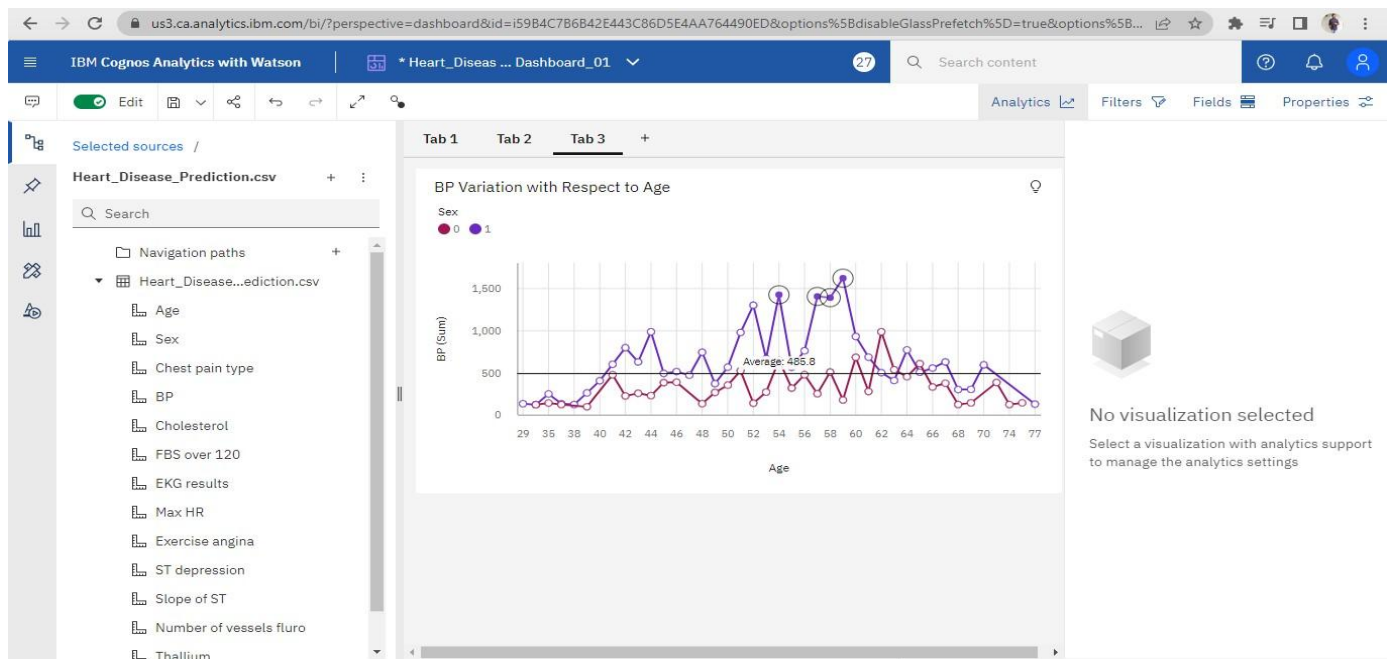 us3.ca.analytics.ibm.com/bi/?perspective=dashboard&id=i59B4C7B6B42E443C86D5E4AA764490ED&options%5BdisableGlassPrefetch%5D=true&options%5B...
IBM Cognos Analytics with Watson
* Heart_Diseas ... Dashboard_01
27
Search content
Edit
Analytics
Filters
Fields
Properties
Selected sources /
Heart_Disease_Prediction.csv
Search
Navigation paths
Heart_Disease...ediction.csv
Age
Sex
Chest pain type
BP
Cholesterol
FBS over 120
EKG results
Max HR
Exercise angina
ST depression
Slope of ST
Number of vessels fluro
Thallium
Tab 1 Tab 2 Tab 3 +
BP Variation with Respect to Age
Sex
0 1
BP (Sum)
1,500
1,000
500
0
Average: 485.8
29 35 38 40 42 44 46 48 50 52 54 56 58 60 62 64 66 68 70 74 77
Age
No visualization selected
Select a visualization with analytics support
to manage the analytics settings